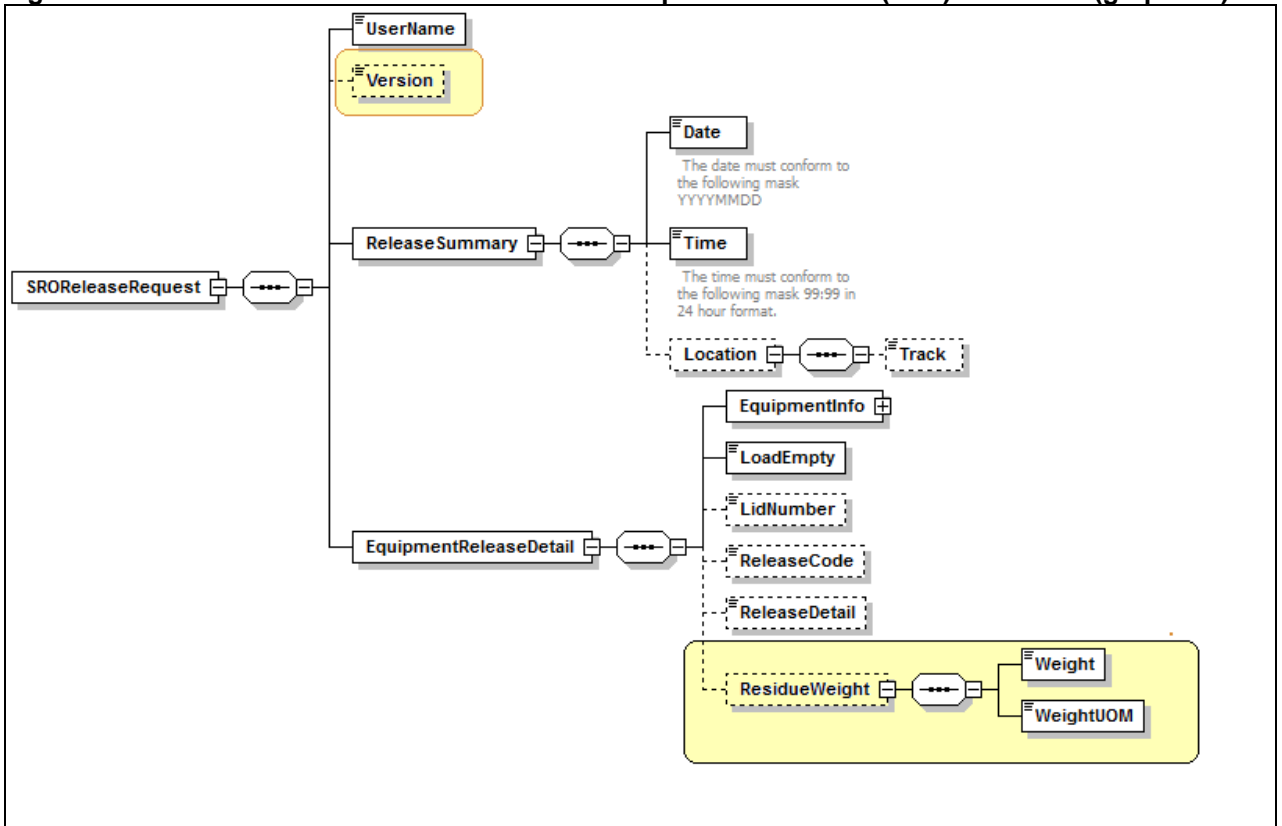 UserName
Version
Date
The date must conform to
the following mask
YYYYMMDD
ReleaseSummary
Time
The time must conform to
the following mask 99:99 in
24 hour format.
SROReleaseRequest
Location
Track
EquipmentInfo
LoadEmpty
LidNumber
EquipmentReleaseDetail
ReleaseCode
ReleaseDetail
ResidueWeight
Weight
WeightUOM